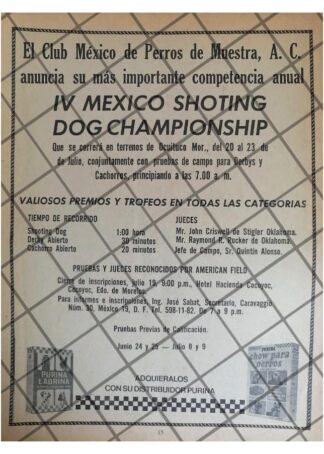 El Club México de Perros de Muestra, A. C.
anuncia su más importante competencia anual
IV MEXICO SHOTING
DOG CHAMPIONSHIP
Que se correrá en terrenos de Ocuituco Mor., del 20 al 23 de
de Julio, conjuntamente con pruebas de campo para Derbys y
Cachorros, principiando a las 7.00 a. m.
VALIOSOS PREMIOS Y TROFEOS EN TODAS LAS CATEGORIAS
TIEMPO DE RECORRIDO
Shooting Dog 1:00 hora
Derby Abierto 30 minutos
Cachorro Abierto 20 minutos
JUECES
Mr. John Criswell de Stigler Oklahoma.
Mr. Raymond R. Rucker de Oklahoma.
Jefe de Campo, Sr. Quintín Alonso.
PRUEBAS Y JUECES RECONOCIDOS POR AMERICAN FIELD
Cierre de inscripciones, julio 19, 9:00 p.m., Hotel Hacienda Cocoyoc,
Cocoyoc, Edo. de Morelos.
Para informes e inscripciones, Ing. José Sabat, Secretario, Caravaggio
Núm. 30, México 19, D. F. Tel. 598-11-82. De 7 a 9 p.m.
Pruebas Previas de Calificación.
Junio 24 y 25 — Julio 8 y 9
ADQUIERALOS
CON SU DISTRIBUIDOR PURINA
PURINA
LADRINA
PURINA
chow para
perros
15